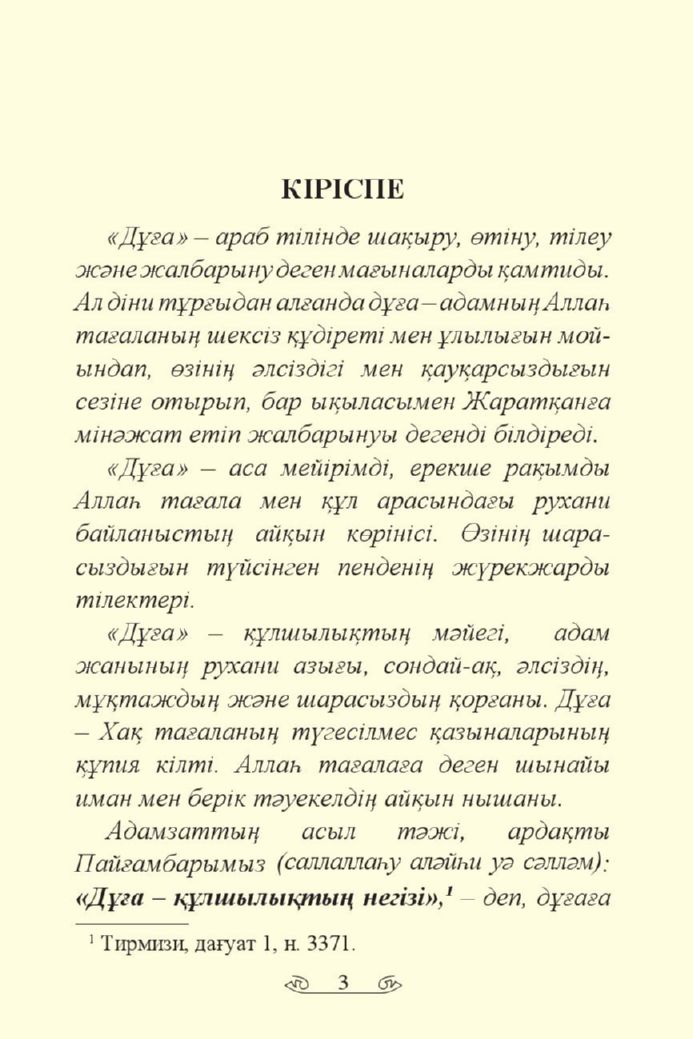 КІРІСПЕ
«Дұға» – араб тілінде шақыру, өтіну, тілеу
және жалбарыну деген мағыналарды қамтиды.
Ал діни тұрғыдан алғанда дұға – адамның Аллаһ
тағаланың шексіз құдіреті мен ұлылығын мой-
ындап, өзінің әлсіздігі мен қауқарсыздығын
сезіне отырып, бар ықыласымен Жаратқанға
мінәжат етіп жалбарынуы дегенді білдіреді.
«Дұға» – аса мейірімді, ерекше рақымды
Аллаһ тағала мен құл арасындағы рухани
байланыстың айқын көрінісі. Өзінің шара-
сыздығын түйсінген пенденің жүрекжарды
тілектері.
«Дұға» – құлшылықтың мәйегі, адам
жанының рухани азығы, сондай-ақ, әлсіздің,
мұқтаждың және шарасыздың қорғаны. Дұға
– Хақ тағаланың түгесілмес қазыналарының
құпия кілті. Аллаһ тағалаға деген шынайы
иман мен берік тәуекелдің айқын нышаны.
Адамзаттың асыл тәжі, ардақты
Пайғамбарымыз (саллаллаһу аләйһи уә сәлләм):
«Дұға – құлшылықтың негізі»,¹ – деп, дұғаға
¹ Тирмизи, дағуат 1, н. 3371.
3